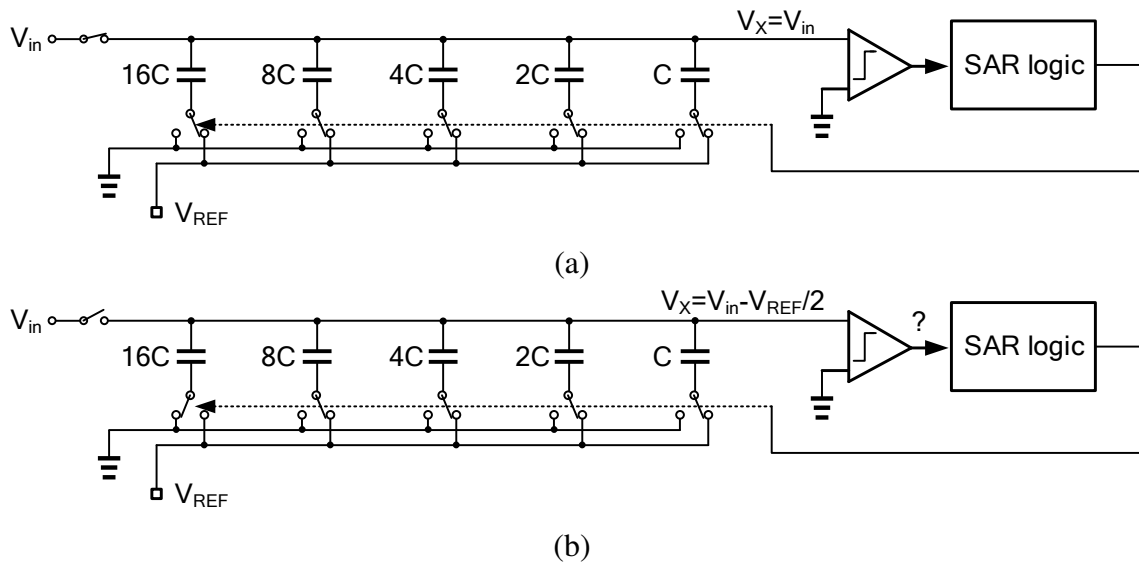 V_in
V_X=V_in
16C 8C 4C 2C C
SAR logic
V_REF
(a)
V_in
V_X=V_in-V_REF/2
?
16C 8C 4C 2C C
SAR logic
V_REF
(b)